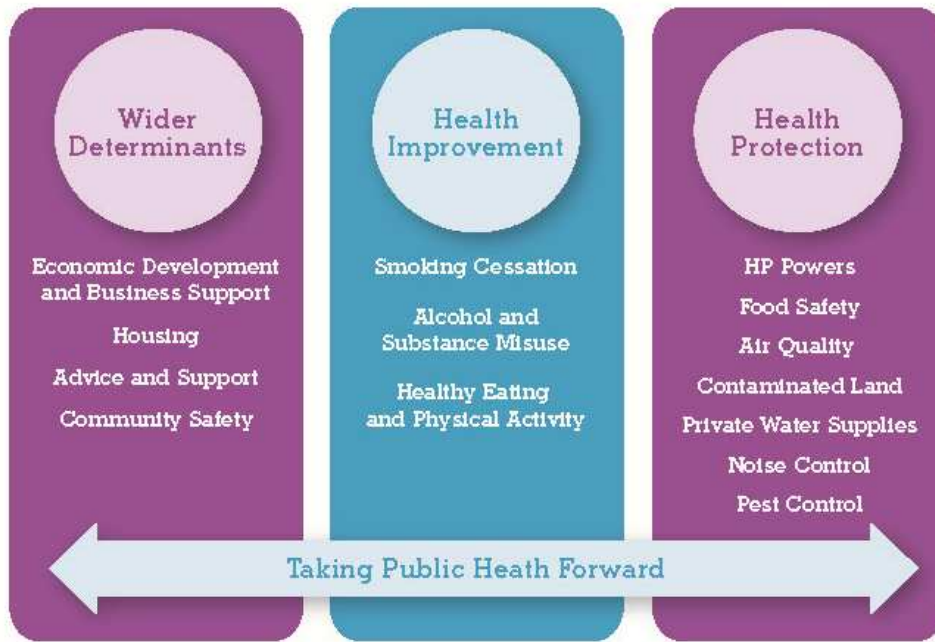 Wider
Determinants
Economic Development
and Business Support
Housing
Advice and Support
Community Safety
Health
Improvement
Smoking Cessation
Alcohol and
Substance Misuse
Healthy Eating
and Physical Activity
Health
Protection
HP Powers
Food Safety
Air Quality
Contaminated Land
Private Water Supplies
Noise Control
Pest Control
Taking Public Heath Forward